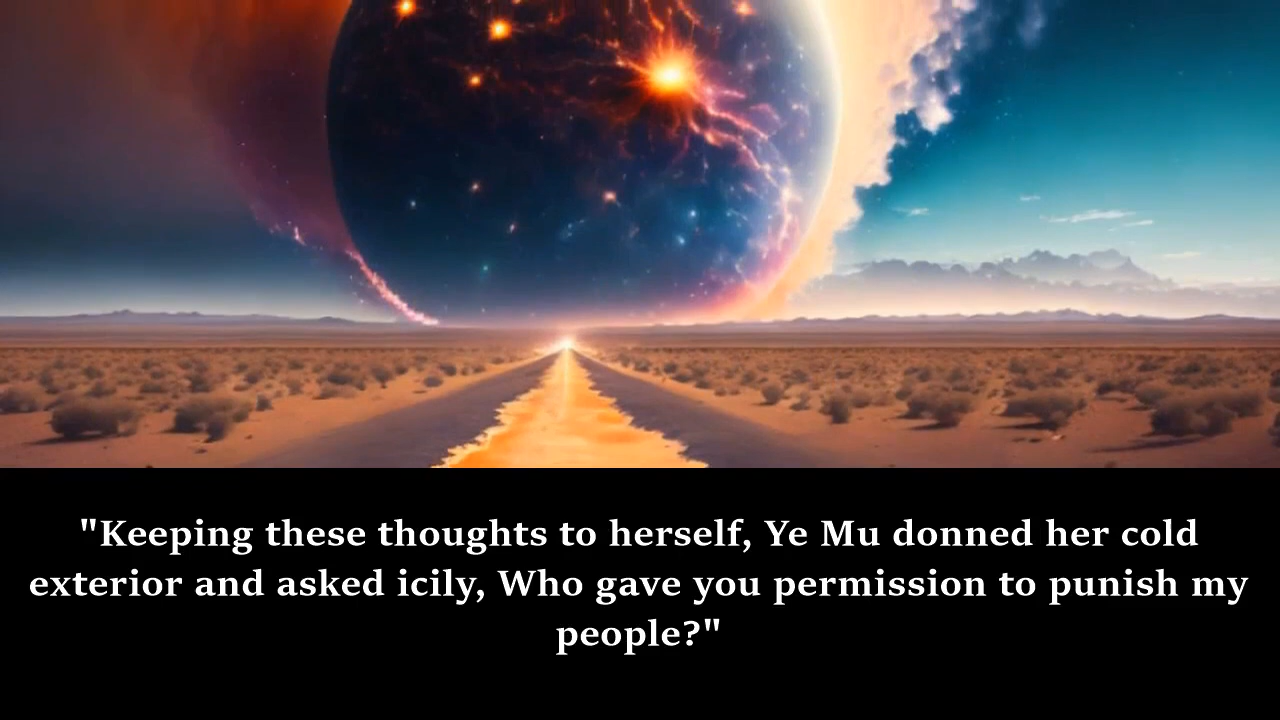 "Keeping these thoughts to herself, Ye Mu donned her cold
exterior and asked icily, Who gave you permission to punish my
people?"